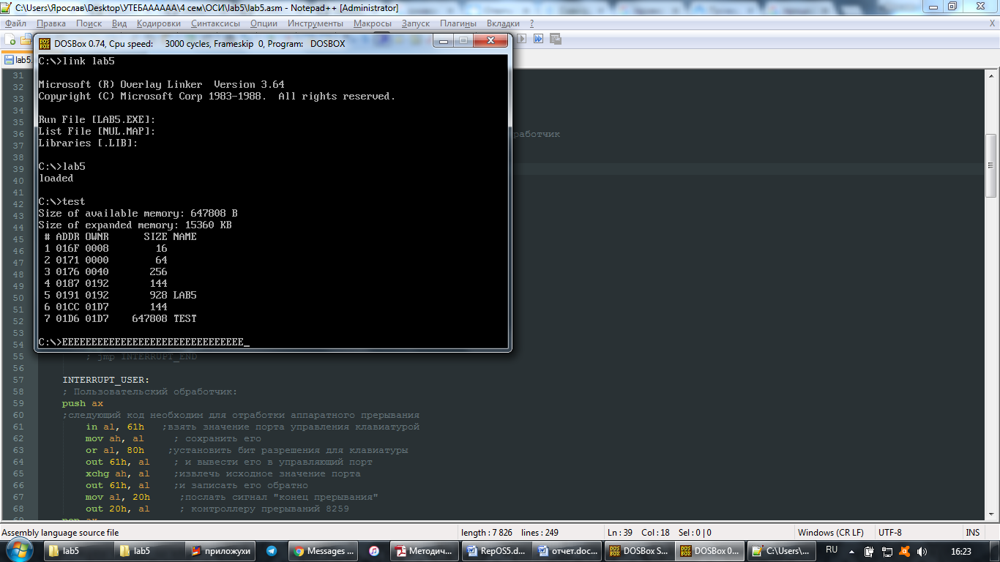 C:\Users\Ярослав\Desktop\УТЕБАААААА\4 сем\ОСИ\lab5\lab5.asm - Notepad++ [Administrator]
Файл Правка Поиск Вид Кодировки Синтаксисы Опции Инструменты Макросы Запуск Плагины Вкладки ? X
DOSBox 0.74, Cpu speed: 3000 cycles, Frameskip 0, Program: DOSBOX
lab5.
C:\>link lab5
Microsoft (R) Overlay Linker Version 3.64
Copyright (C) Microsoft Corp 1983-1988. All rights reserved.
Run File [LAB5.EXE]:
List File [NUL.MAP]:
Libraries [.LIB]:
C:\>lab5
loaded
C:\>test
Size of available memory: 647808 B
Size of expanded memory: 15360 KB
# ADDR OWNR SIZE NAME
1 016F 0008 16
2 0171 0000 64
3 0176 0040 256
4 0187 0192 144
5 0191 0192 928 LAB5
6 01CC 01D7 144
7 01D6 01D7 647808 TEST
C:\>EEEEEEEEEEEEEEEEEEEEEEEEEEEEEEE_
31
32
33
34
35
36 работчик
37
38
39
40
41
42
43
44
45
46
47
48
49
50
51
52
53
54
55 ; jmp INTERRUPT_END
56
57 INTERRUPT_USER:
58 ; Пользовательский обработчик:
59 push ax
60 ;следующий код необходим для отработки аппаратного прерывания
61 in al, 61h ;взять значение порта управления клавиатурой
62 mov ah, al ; сохранить его
63 or al, 80h ;установить бит разрешения для клавиатуры
64 out 61h, al ; и вывести его в управляющий порт
65 xchg ah, al ;извлечь исходное значение порта
66 out 61h, al ;и записать его обратно
67 mov al, 20h ;послать сигнал "конец прерывания"
68 out 20h, al ; контроллеру прерываний 8259
69 pop ax
Assembly language source file length : 7 826 lines : 249 Ln : 39 Col : 18 Sel : 0 | 0 Windows (CR LF) UTF-8 INS
lab5 lab5 приложухи Messages ... Методич... RepOS5.d... отчет.doc... DOSBox S... DOSBox 0... C:\Users\... RU 16:23